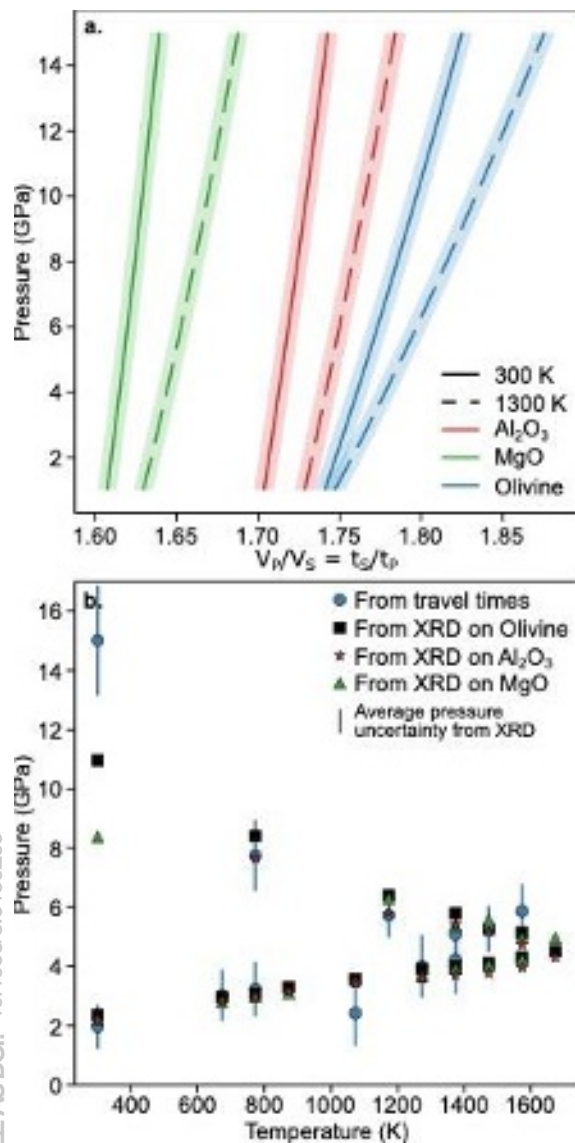 a.
14
12
10
8
6
4
2
Pressure (GPa)
300 K
1300 K
Al₂O₃
MgO
Olivine
1.60 1.65 1.70 1.75 1.80 1.85
V_P/V_S = t_S/t_P
b.
From travel times
From XRD on Olivine
From XRD on Al₂O₃
From XRD on MgO
Average pressure
uncertainty from XRD
16
14
12
10
8
6
4
2
0
Pressure (GPa)
400 600 800 1000 1200 1400 1600
Temperature (K)